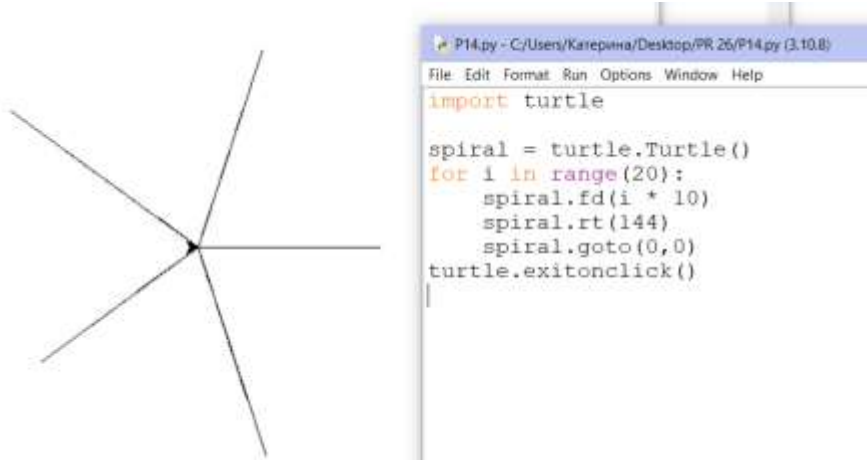 P14.py - C:/Users/Катерина/Desktop/PR 26/P14.py (3.10.8)
File Edit Format Run Options Window Help
import turtle
spiral = turtle.Turtle()
for i in range(20):
    spiral.fd(i * 10)
    spiral.rt(144)
    spiral.goto(0,0)
turtle.exitonclick()